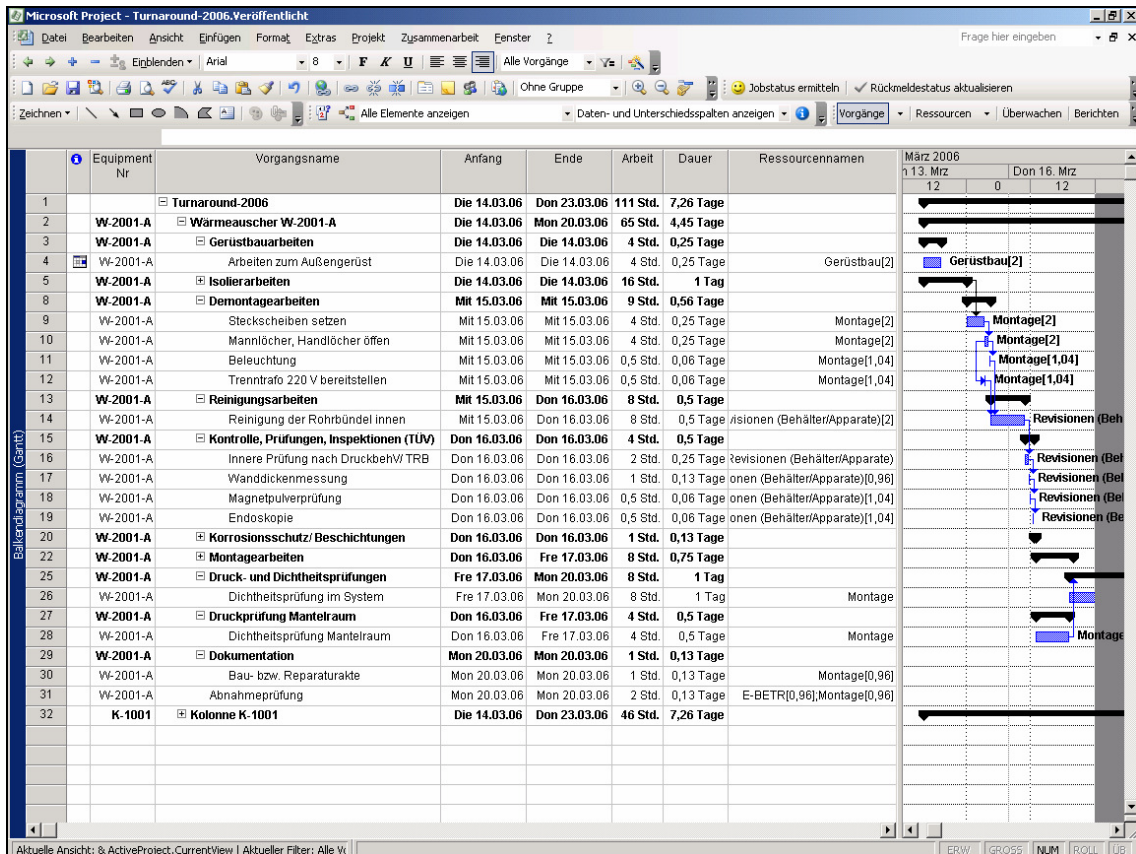 Microsoft Project - Turnaround-2006.Veröffentlicht
Datei Bearbeiten Ansicht Einfügen Format Extras Projekt Zusammenarbeit Fenster ? Frage hier eingeben
Einblenden Arial 8 F K U Alle Vorgänge
Ohne Gruppe Jobstatus ermitteln Rückmeldestatus aktualisieren
Zeichnen Alle Elemente anzeigen Daten- und Unterschiedsspalten anzeigen Vorgänge Ressourcen Überwachen Berichten
Equipment Nr Vorgangsname Anfang Ende Arbeit Dauer Ressourcennamen März 2006
13. Mrz Don 16. Mrz
12 0 12
1 Turnaround-2006 Die 14.03.06 Don 23.03.06 111 Std. 7,26 Tage
2 W-2001-A Wärmeauscher W-2001-A Die 14.03.06 Mon 20.03.06 65 Std. 4,45 Tage
3 W-2001-A Gerüstbauarbeiten Die 14.03.06 Die 14.03.06 4 Std. 0,25 Tage
4 W-2001-A Arbeiten zum Außengerüst Die 14.03.06 Die 14.03.06 4 Std. 0,25 Tage Gerüstbau[2] Gerüstbau[2]
5 W-2001-A Isolierarbeiten Die 14.03.06 Die 14.03.06 16 Std. 1 Tag
8 W-2001-A Demontagearbeiten Mit 15.03.06 Mit 15.03.06 9 Std. 0,56 Tage
9 W-2001-A Steckscheiben setzen Mit 15.03.06 Mit 15.03.06 4 Std. 0,25 Tage Montage[2] Montage[2]
10 W-2001-A Mannlöcher, Handlöcher öffen Mit 15.03.06 Mit 15.03.06 4 Std. 0,25 Tage Montage[2] Montage[2]
11 W-2001-A Beleuchtung Mit 15.03.06 Mit 15.03.06 0,5 Std. 0,06 Tage Montage[1,04] Montage[1,04]
12 W-2001-A Trenntrafo 220 V bereitstellen Mit 15.03.06 Mit 15.03.06 0,5 Std. 0,06 Tage Montage[1,04] Montage[1,04]
13 W-2001-A Reinigungsarbeiten Mit 15.03.06 Don 16.03.06 8 Std. 0,5 Tage
14 W-2001-A Reinigung der Rohrbündel innen Mit 15.03.06 Don 16.03.06 8 Std. 0,5 Tage visionen (Behälter/Apparate)[2] Revisionen (Beh
15 W-2001-A Kontrolle, Prüfungen, Inspektionen (TÜV) Don 16.03.06 Don 16.03.06 4 Std. 0,5 Tage
16 W-2001-A Innere Prüfung nach DruckbehV/ TRB Don 16.03.06 Don 16.03.06 2 Std. 0,25 Tage Revisionen (Behälter/Apparate) Revisionen (Beh
17 W-2001-A Wanddickenmessung Don 16.03.06 Don 16.03.06 1 Std. 0,13 Tage onen (Behälter/Apparate)[0,96] Revisionen (Beh
18 W-2001-A Magnetpulverprüfung Don 16.03.06 Don 16.03.06 0,5 Std. 0,06 Tage onen (Behälter/Apparate)[1,04] Revisionen (Bel
19 W-2001-A Endoskopie Don 16.03.06 Don 16.03.06 0,5 Std. 0,06 Tage onen (Behälter/Apparate)[1,04] Revisionen (Be
20 W-2001-A Korrosionsschutz/ Beschichtungen Don 16.03.06 Don 16.03.06 1 Std. 0,13 Tage
22 W-2001-A Montagearbeiten Don 16.03.06 Fre 17.03.06 8 Std. 0,75 Tage
25 W-2001-A Druck- und Dichtheitsprüfungen Fre 17.03.06 Mon 20.03.06 8 Std. 1 Tag
26 W-2001-A Dichtheitsprüfung im System Fre 17.03.06 Mon 20.03.06 8 Std. 1 Tag Montage
27 W-2001-A Druckprüfung Mantelraum Don 16.03.06 Fre 17.03.06 4 Std. 0,5 Tage
28 W-2001-A Dichtheitsprüfung Mantelraum Don 16.03.06 Fre 17.03.06 4 Std. 0,5 Tage Montage Montage
29 W-2001-A Dokumentation Mon 20.03.06 Mon 20.03.06 1 Std. 0,13 Tage
30 W-2001-A Bau- bzw. Reparaturakte Mon 20.03.06 Mon 20.03.06 1 Std. 0,13 Tage Montage[0,96]
31 W-2001-A Abnahmeprüfung Mon 20.03.06 Mon 20.03.06 2 Std. 0,13 Tage E-BETR[0,96];Montage[0,96]
32 K-1001 Kolonne K-1001 Die 14.03.06 Don 23.03.06 46 Std. 7,26 Tage
Balkendiagramm (Gantt)
Aktuelle Ansicht: & ActiveProject.CurrentView | Aktueller Filter: Alle ERW GROSS NUM ROLL ÜB